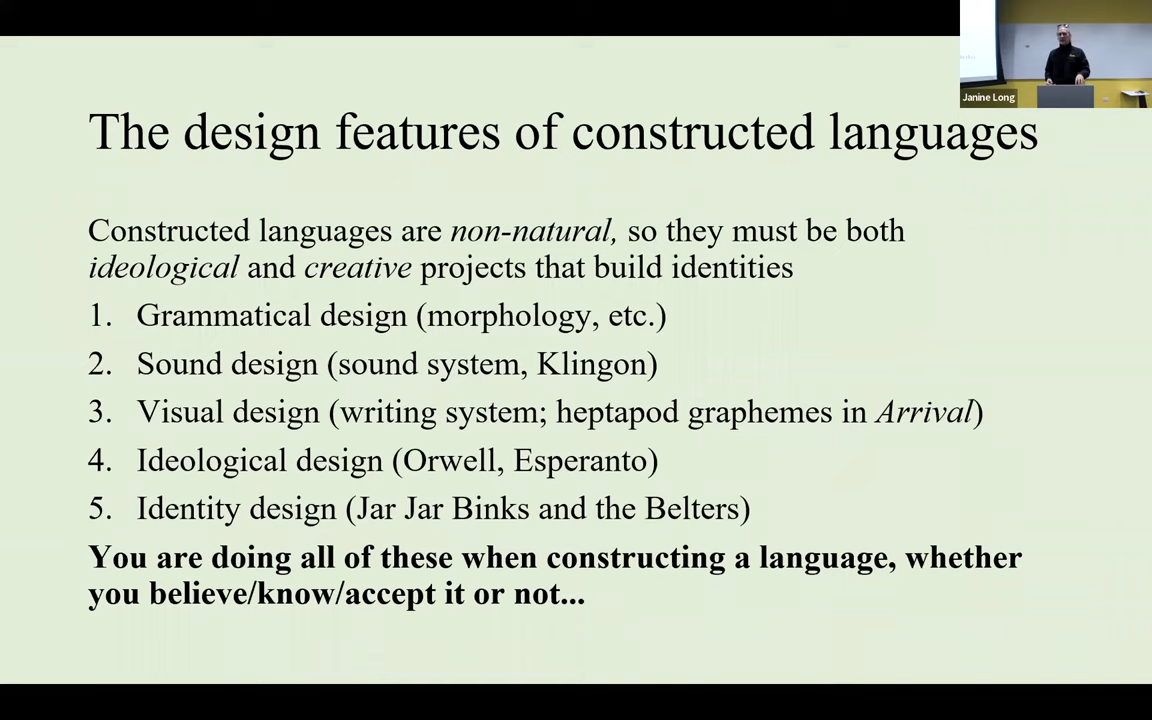 Janine Long
The design features of constructed languages
Constructed languages are non-natural, so they must be both
ideological and creative projects that build identities
1. Grammatical design (morphology, etc.)
2. Sound design (sound system, Klingon)
3. Visual design (writing system; heptapod graphemes in Arrival)
4. Ideological design (Orwell, Esperanto)
5. Identity design (Jar Jar Binks and the Belters)
You are doing all of these when constructing a language, whether
you believe/know/accept it or not...